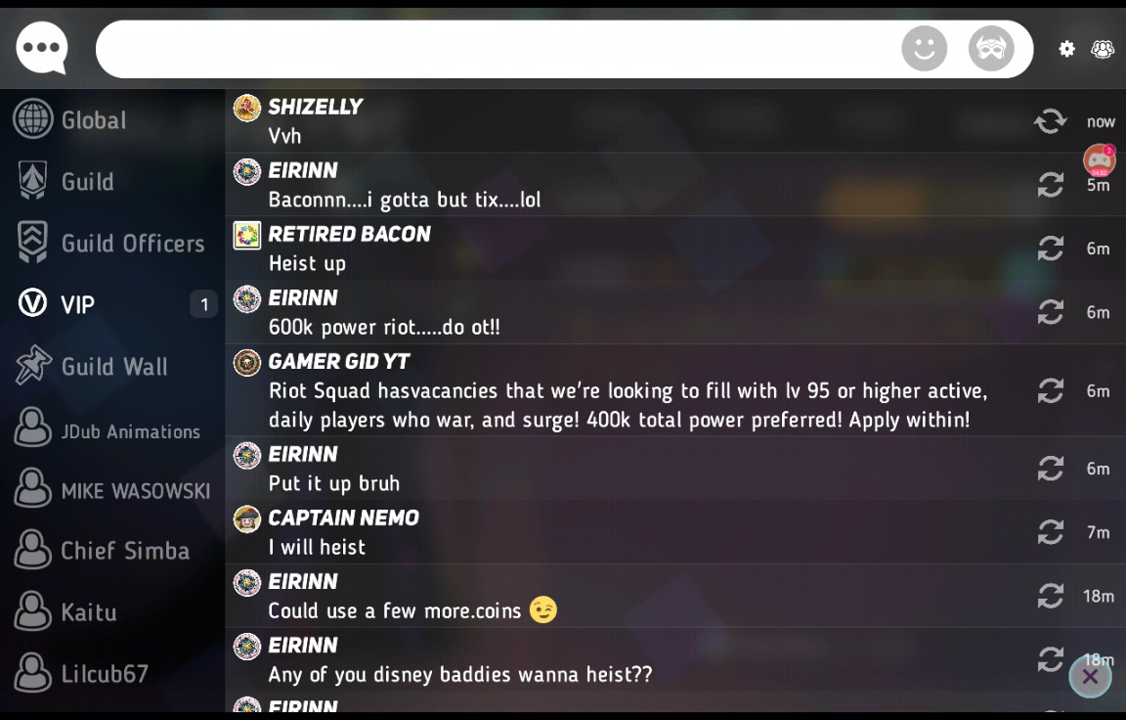 Global
Guild
Guild Officers
VIP 1
Guild Wall
JDub Animations
MIKE WASOWSKI
Chief Simba
Kaitu
Lilcub67
SHIZELLY
Vvh
now
EIRINN
Baconnn....i gotta but tix....lol
5m
RETIRED BACON
Heist up
6m
EIRINN
600k power riot.....do ot!!
6m
GAMER GID YT
Riot Squad hasvacancies that we're looking to fill with lv 95 or higher active,
daily players who war, and surge! 400k total power preferred! Apply within!
6m
EIRINN
Put it up bruh
6m
CAPTAIN NEMO
I will heist
7m
EIRINN
Could use a few more.coins 😉
18m
EIRINN
Any of you disney baddies wanna heist??
18m
EIRINN